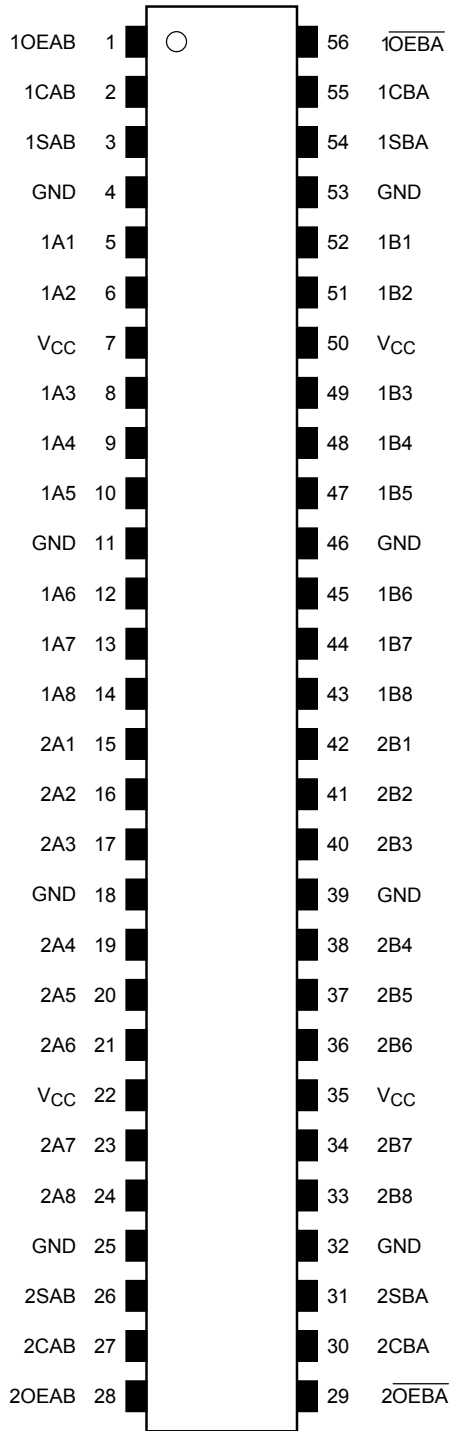 1OEAB 1 56 1OEBA
1CAB 2 55 1CBA
1SAB 3 54 1SBA
GND 4 53 GND
1A1 5 52 1B1
1A2 6 51 1B2
VCC 7 50 VCC
1A3 8 49 1B3
1A4 9 48 1B4
1A5 10 47 1B5
GND 11 46 GND
1A6 12 45 1B6
1A7 13 44 1B7
1A8 14 43 1B8
2A1 15 42 2B1
2A2 16 41 2B2
2A3 17 40 2B3
GND 18 39 GND
2A4 19 38 2B4
2A5 20 37 2B5
2A6 21 36 2B6
VCC 22 35 VCC
2A7 23 34 2B7
2A8 24 33 2B8
GND 25 32 GND
2SAB 26 31 2SBA
2CAB 27 30 2CBA
2OEAB 28 29 2OEBA